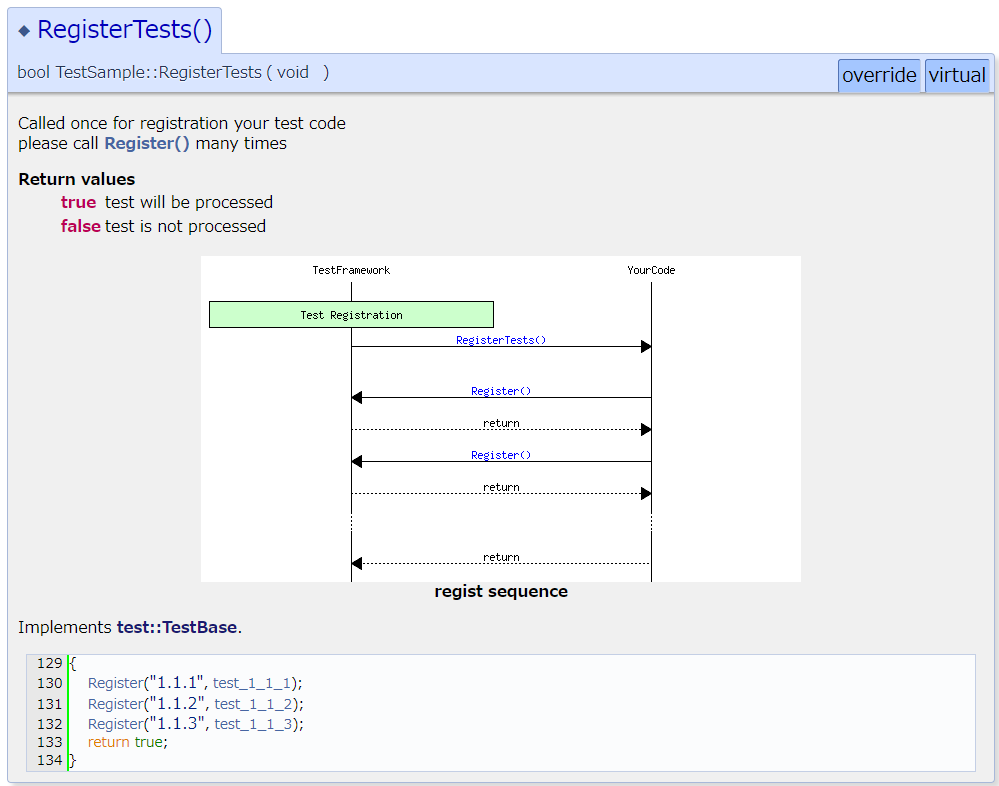 ◆ RegisterTests()
bool TestSample::RegisterTests ( void )
override virtual
Called once for registration your test code
please call Register() many times
Return values
true test will be processed
false test is not processed
TestFramework YourCode
Test Registration
RegisterTests()
Register()
return
Register()
return
return
regist sequence
Implements test::TestBase.
129 {
130 Register("1.1.1", test_1_1_1);
131 Register("1.1.2", test_1_1_2);
132 Register("1.1.3", test_1_1_3);
133 return true;
134 }